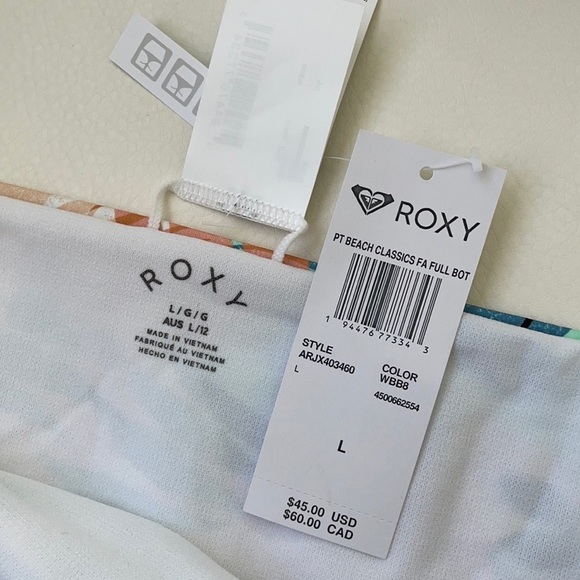 ROXY
L/G/G
AUS L/12
MADE IN VIETNAM
FABRIQUÉ AU VIETNAM
HECHO EN VIETNAM
ROXY
PT BEACH CLASSICS FA FULL BOT
1 94476 77334 3
STYLE
ARJX403460
L
COLOR
WBB8
4500662554
L
$45.00 USD
$60.00 CAD